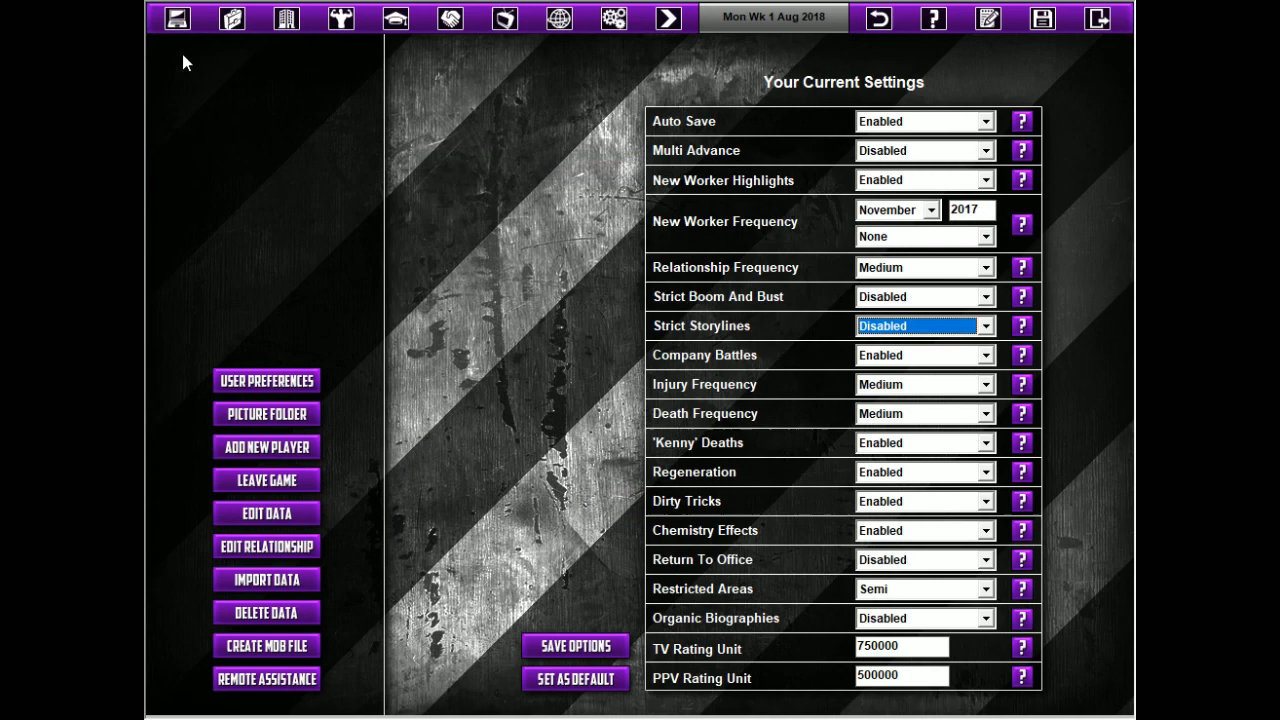 Mon Wk 1 Aug 2018
Your Current Settings
Auto Save Enabled ?
Multi Advance Disabled ?
New Worker Highlights Enabled ?
New Worker Frequency November 2017 ?
None
Relationship Frequency Medium ?
Strict Boom And Bust Disabled ?
Strict Storylines Disabled ?
Company Battles Enabled ?
Injury Frequency Medium ?
Death Frequency Medium ?
'Kenny' Deaths Enabled ?
Regeneration Enabled ?
Dirty Tricks Enabled ?
Chemistry Effects Enabled ?
Return To Office Disabled ?
Restricted Areas Semi ?
Organic Biographies Disabled ?
TV Rating Unit 750000 ?
PPV Rating Unit 500000 ?
USER PREFERENCES
PICTURE FOLDER
ADD NEW PLAYER
LEAVE GAME
EDIT DATA
EDIT RELATIONSHIP
IMPORT DATA
DELETE DATA
CREATE MDB FILE
REMOTE ASSISTANCE
SAVE OPTIONS
SET AS DEFAULT